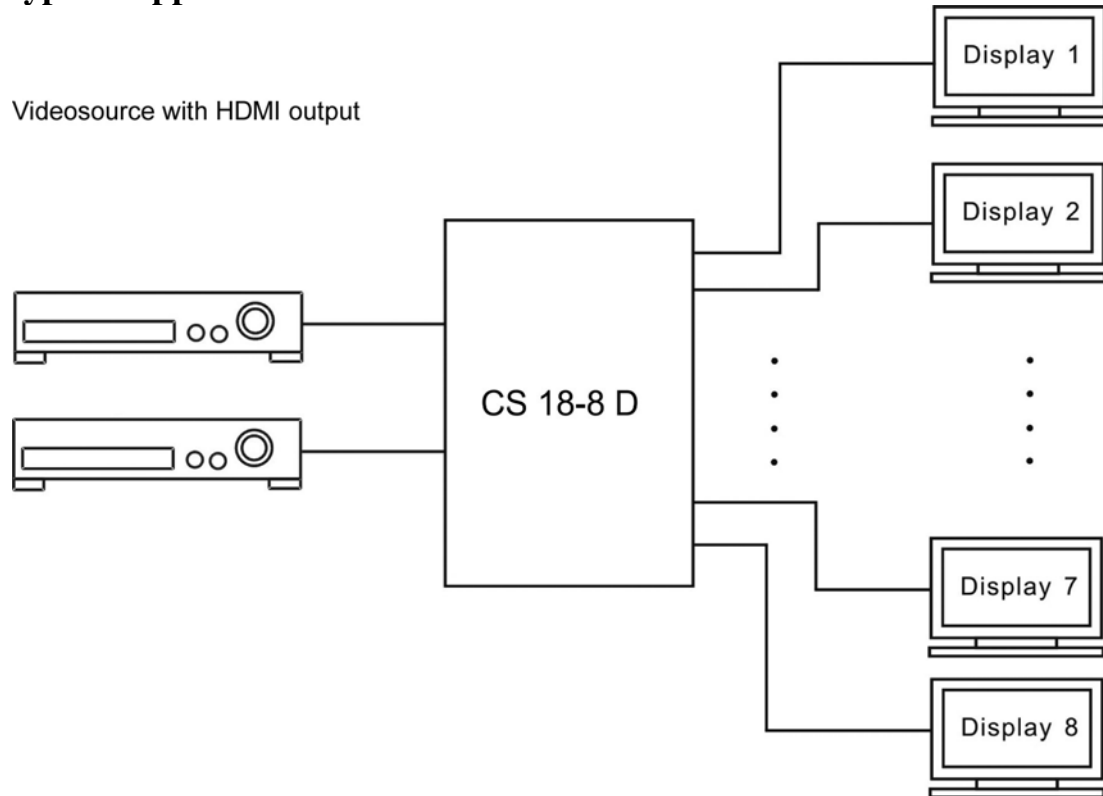 Videosource with HDMI output
Display 1
Display 2
CS 18-8 D
Display 7
Display 8